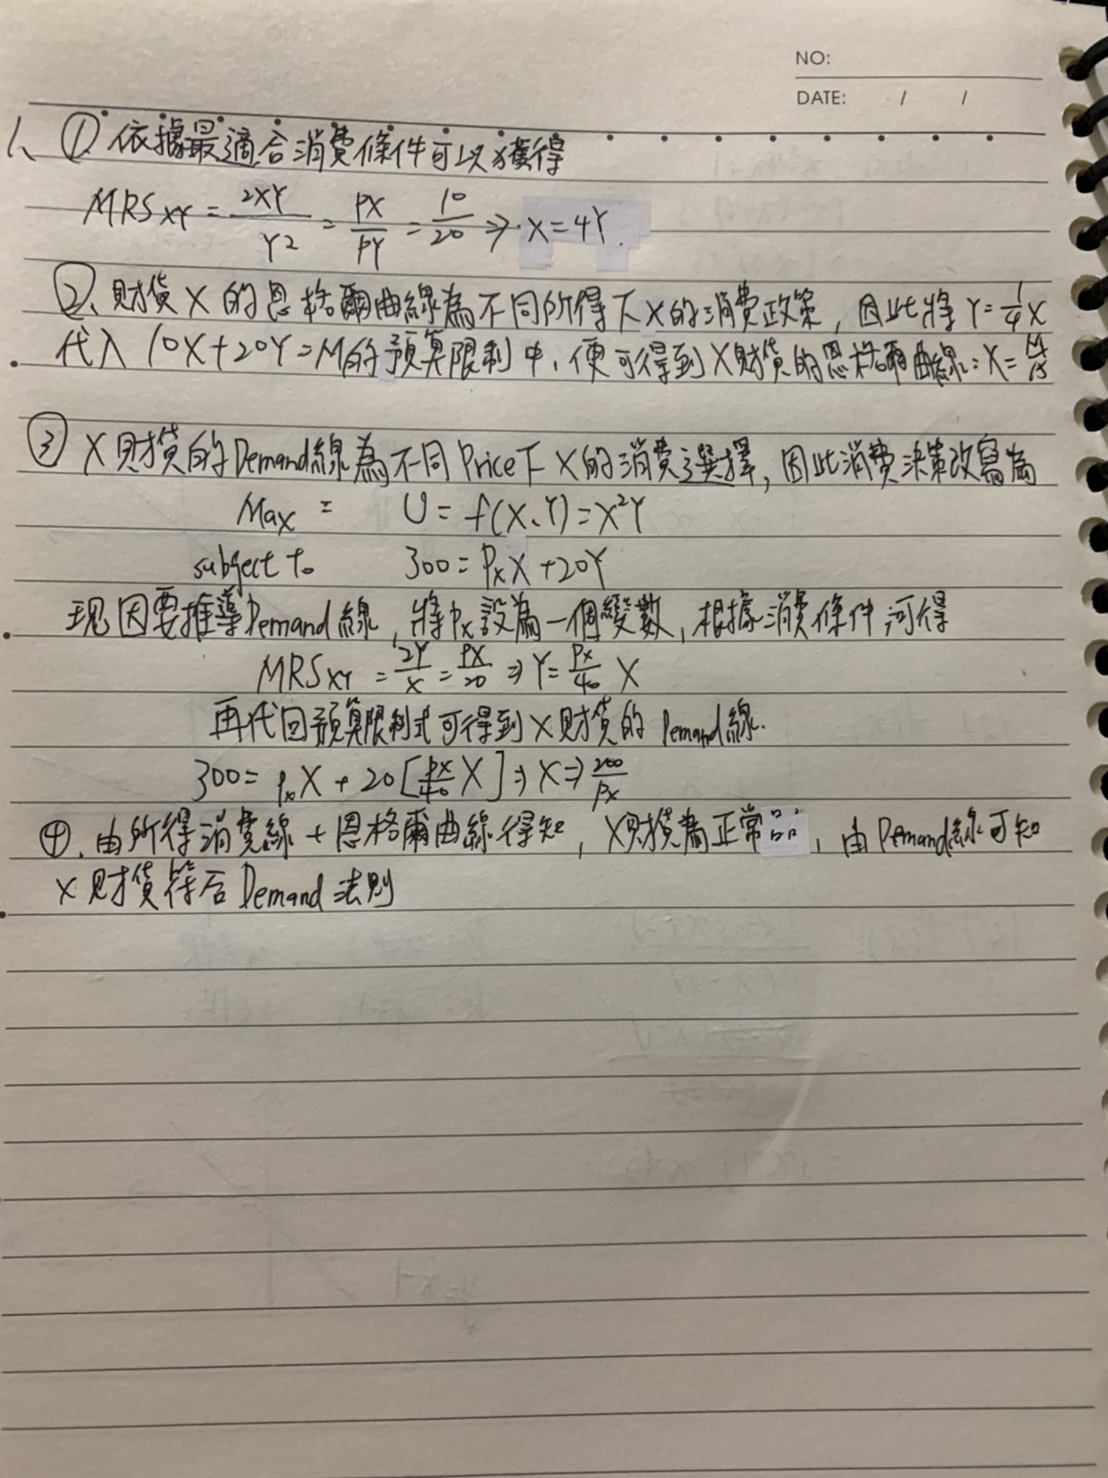 NO:
DATE: / /
1、①依據最適合消費條件可以獲得
MRSxy = 2XY/Y2 = PX/PY = 10/20 ⇒ X=4Y.
②、財貨X的恩格爾曲線為不同所得下X的消費政策，因此將Y=1/4X
代入10X+20Y=M的預算限制中，便可得到X財貨的恩格爾曲線：X=M/15
③X財貨的Demand線為不同Price下X的消費選擇，因此消費決策改寫為
Max = U=f(X、Y)=X²Y
subject to 300=PxX+20Y
現因要推導Demand線，將Px設為一個變數，根據消費條件可得
MRSXY = 2Y/X = PX/20 ⇒ Y= Px/40 X
再代回預算限制式可得到X財貨的Demand線.
300= PxX + 20[Px/40 X] ⇒ X ⇒ 200/Px
④、由所得消費線+恩格爾曲線得知，X財貨為正常品，由Demand線可知
X財貨符合Demand法則